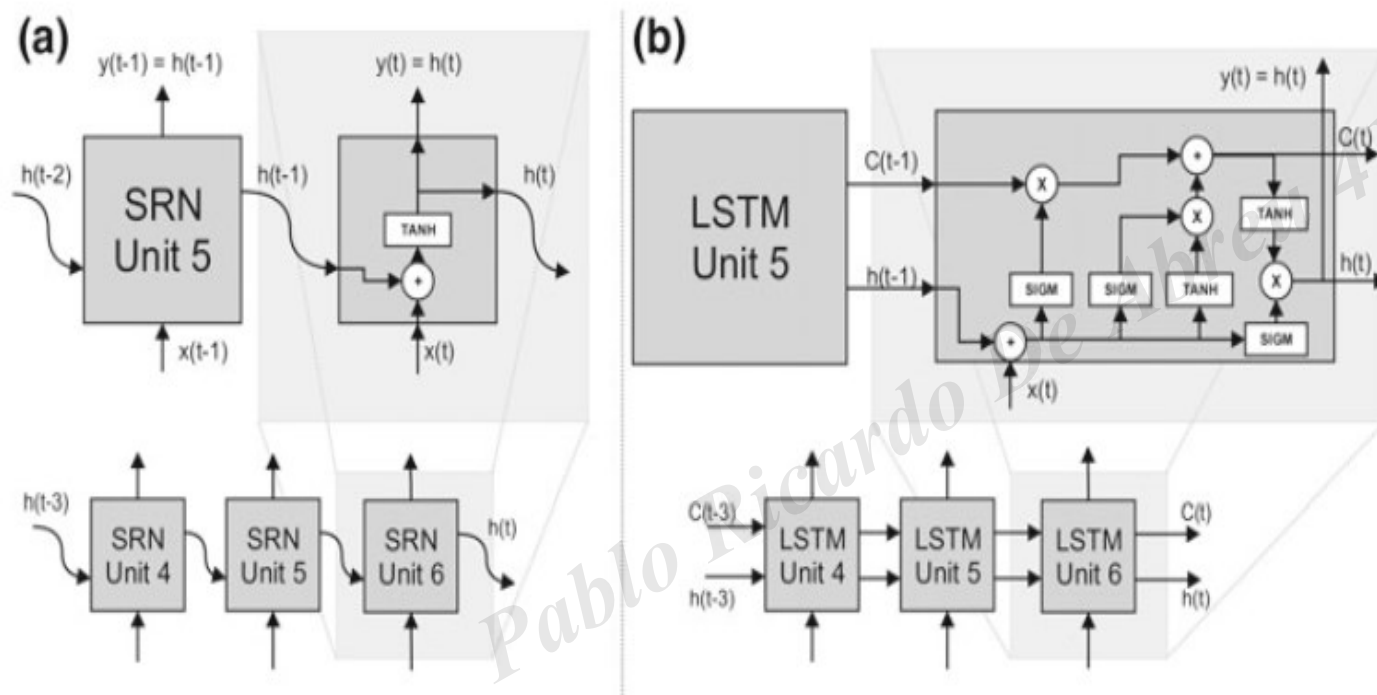 (a)
y(t-1) = h(t-1)
y(t) = h(t)
h(t-2)
h(t-1)
h(t)
SRN
Unit 5
TANH
+
x(t-1)
x(t)
h(t-3)
SRN
Unit 4
SRN
Unit 5
SRN
Unit 6
h(t)
(b)
y(t) = h(t)
LSTM
Unit 5
C(t-1)
C(t)
X
+
X
TANH
h(t-1)
SIGM
SIGM
TANH
X
h(t)
+
SIGM
x(t)
C(t-3)
h(t-3)
LSTM
Unit 4
LSTM
Unit 5
LSTM
Unit 6
C(t)
h(t)
Pablo Ricardo De Abreu 4